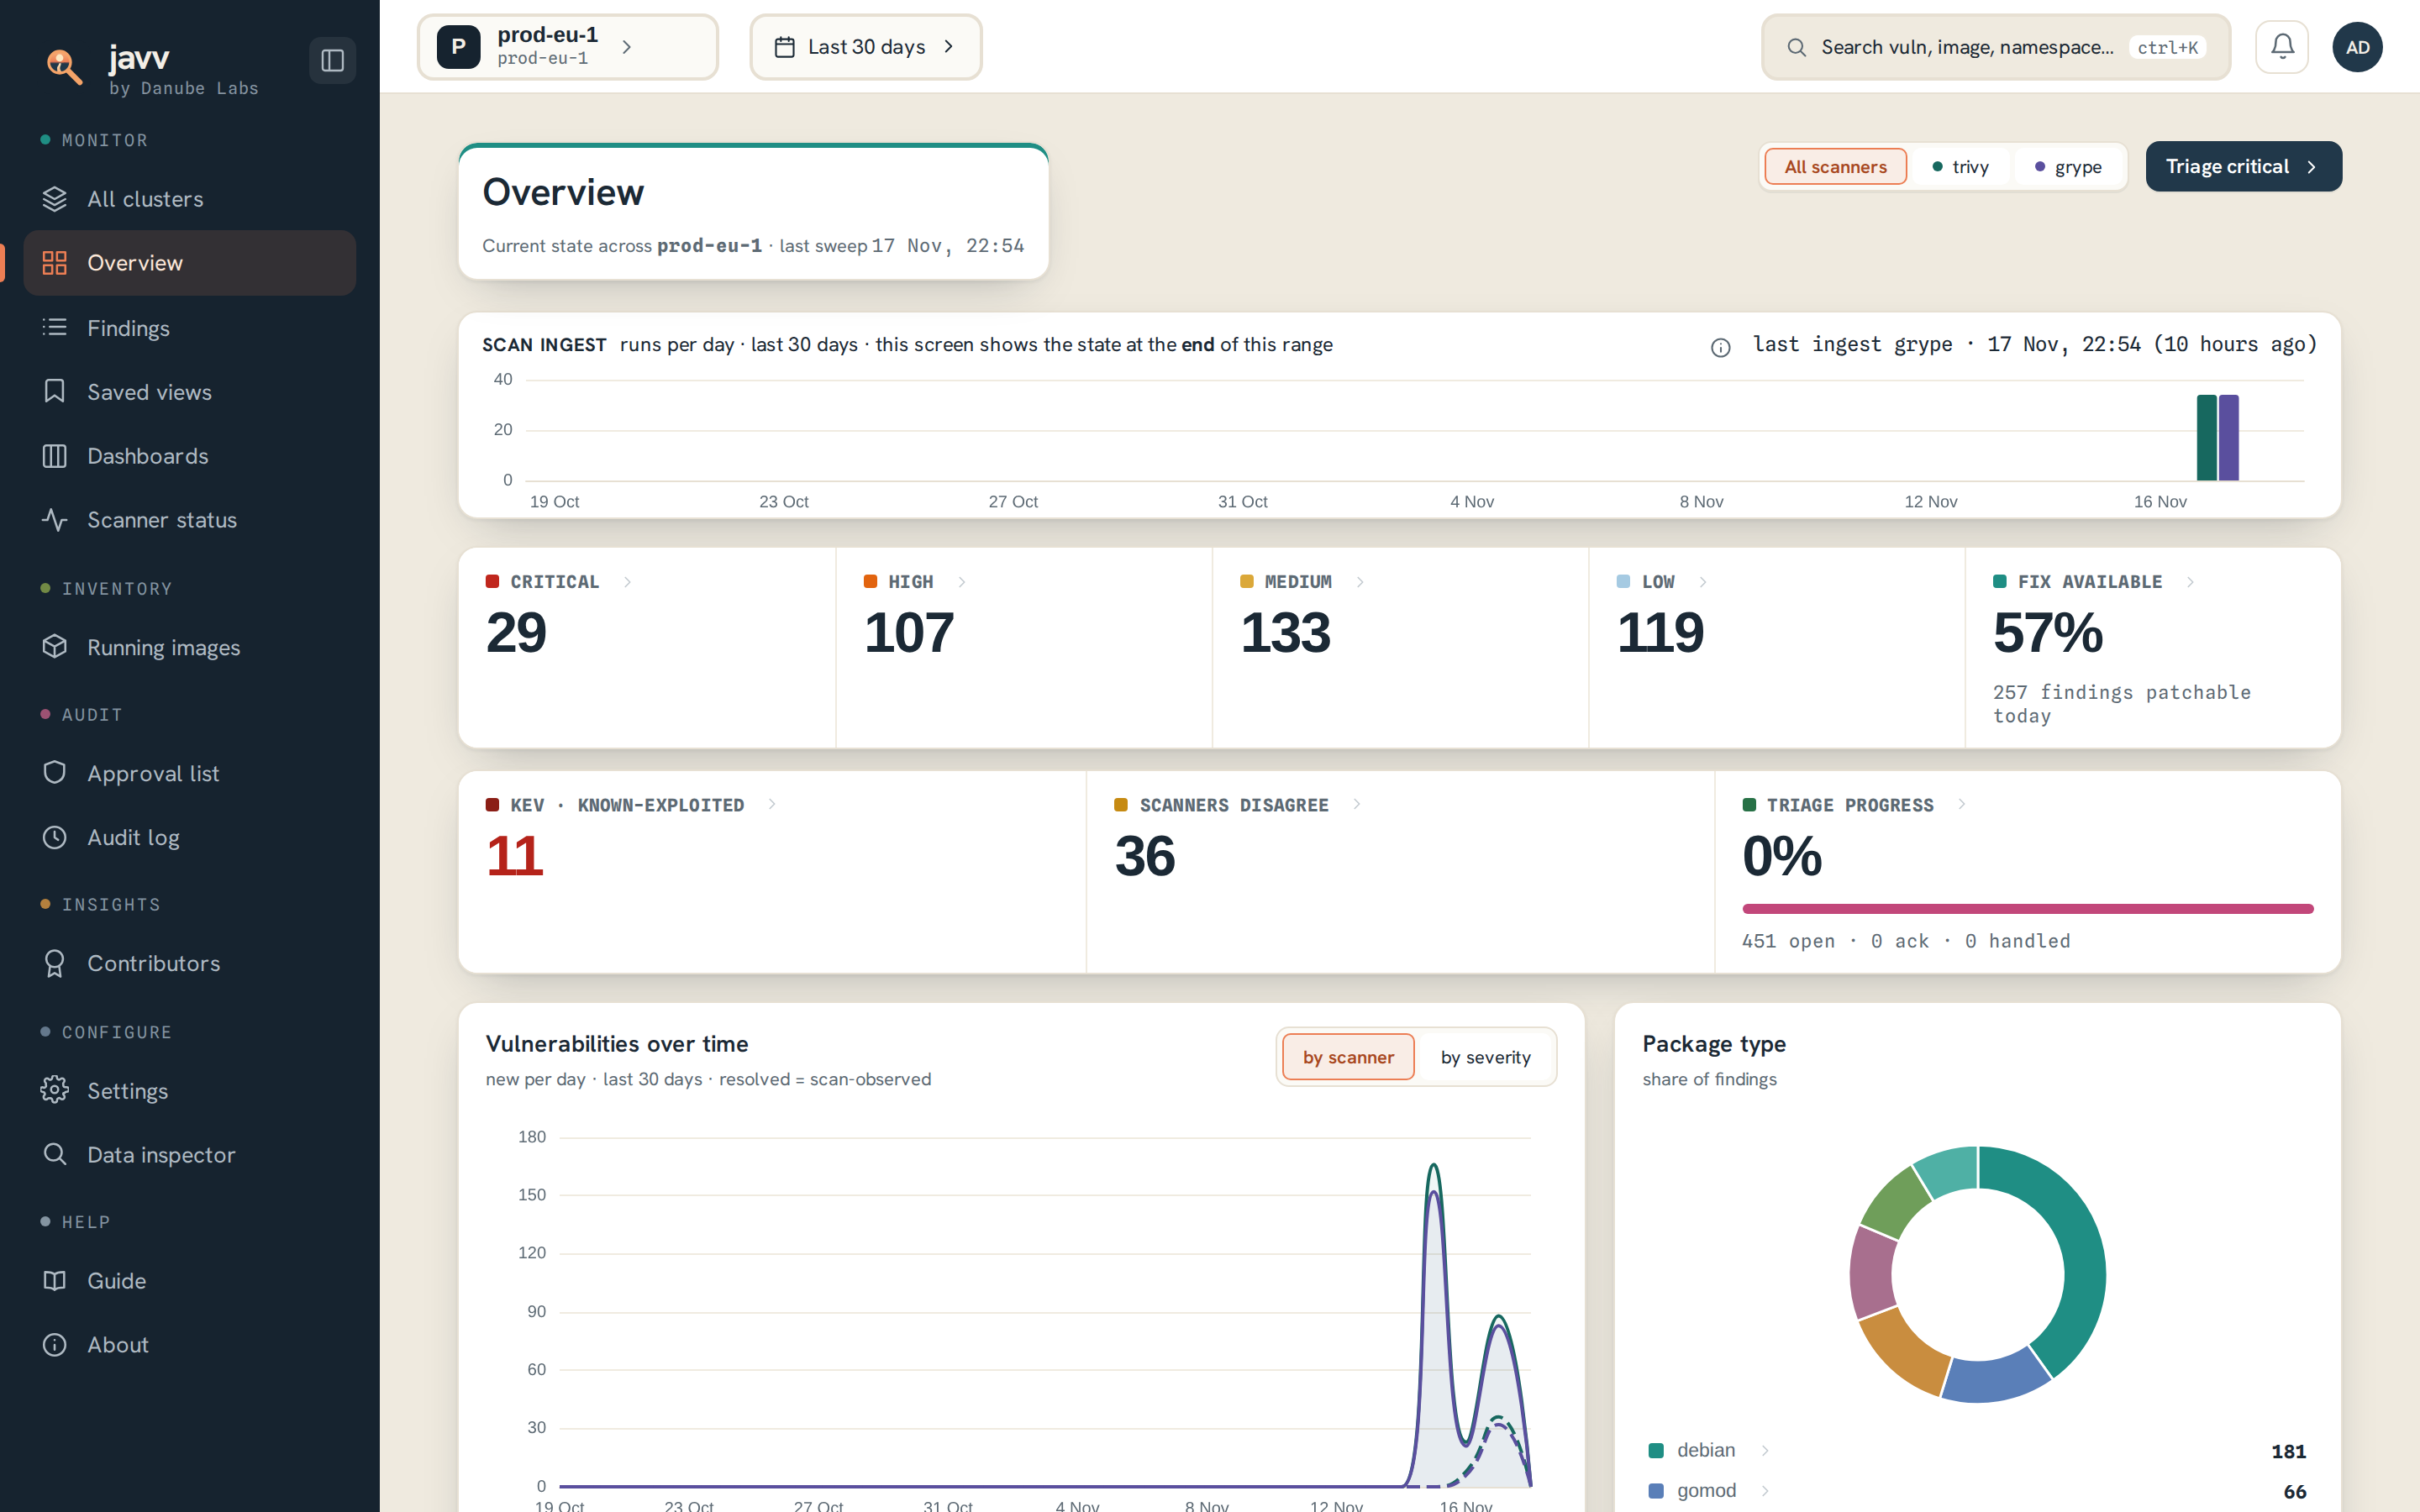 javv
by Danube Labs
MONITOR
All clusters
Overview
Findings
Saved views
Dashboards
Scanner status
INVENTORY
Running images
AUDIT
Approval list
Audit log
INSIGHTS
Contributors
CONFIGURE
Settings
Data inspector
HELP
Guide
About
P
prod-eu-1
prod-eu-1
Last 30 days
Search vuln, image, namespace...
ctrl+K
AD
Overview
Current state across prod-eu-1 · last sweep 17 Nov, 22:54
All scanners
trivy
grype
Triage critical
SCAN INGEST runs per day · last 30 days · this screen shows the state at the end of this range
last ingest grype · 17 Nov, 22:54 (10 hours ago)
40
20
0
19 Oct 23 Oct 27 Oct 31 Oct 4 Nov 8 Nov 12 Nov 16 Nov
CRITICAL
29
HIGH
107
MEDIUM
133
LOW
119
FIX AVAILABLE
57%
257 findings patchable
today
KEV · KNOWN-EXPLOITED
11
SCANNERS DISAGREE
36
TRIAGE PROGRESS
0%
451 open · 0 ack · 0 handled
Vulnerabilities over time
new per day · last 30 days · resolved = scan-observed
by scanner
by severity
180
150
120
90
60
30
0
19 Oct 23 Oct 27 Oct 31 Oct 4 Nov 8 Nov 12 Nov 16 Nov
Package type
share of findings
debian 181
gomod 66